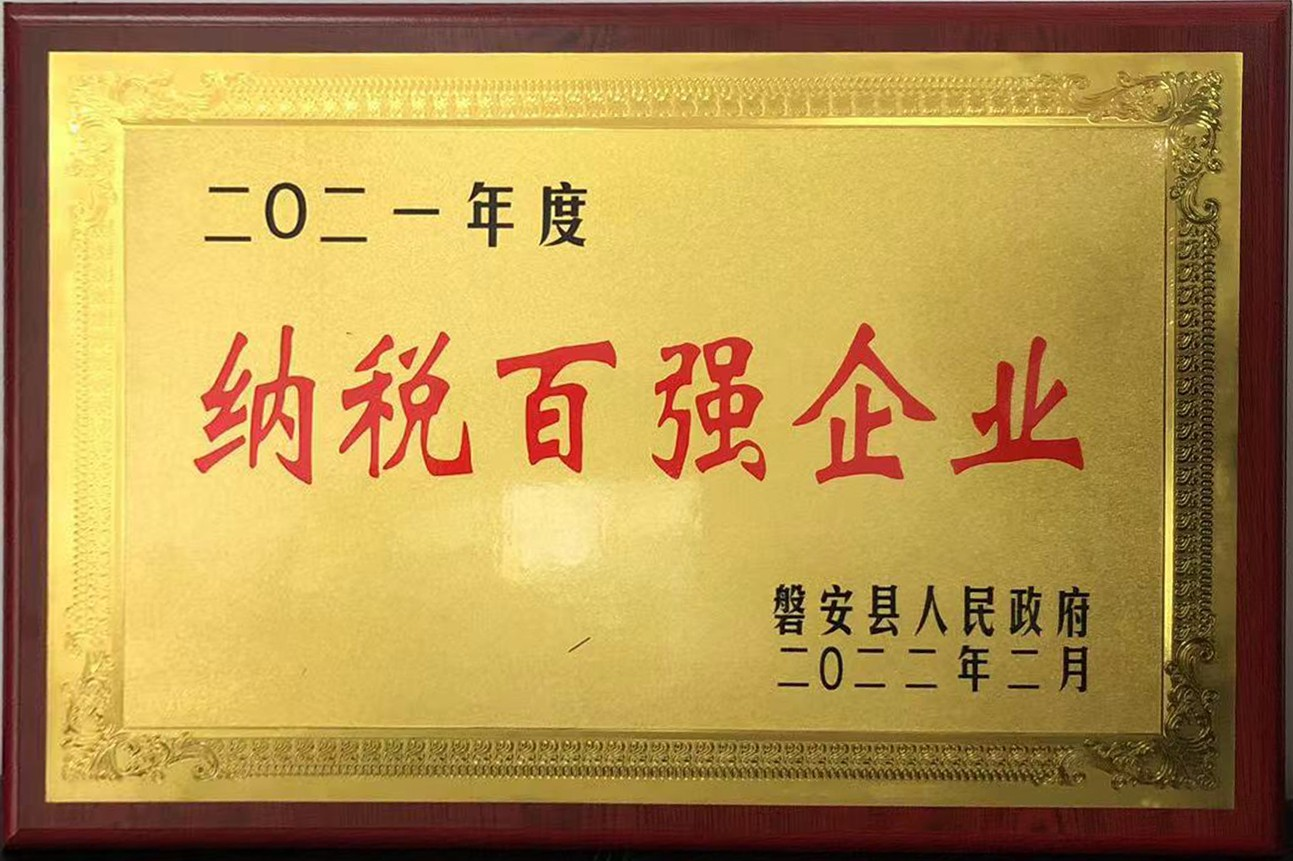 二〇二一年度
纳税百强企业
磐安县人民政府
二〇二二年二月